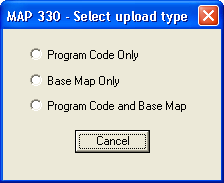 MAP 330 - Select upload type
Program Code Only
Base Map Only
Program Code and Base Map
Cancel